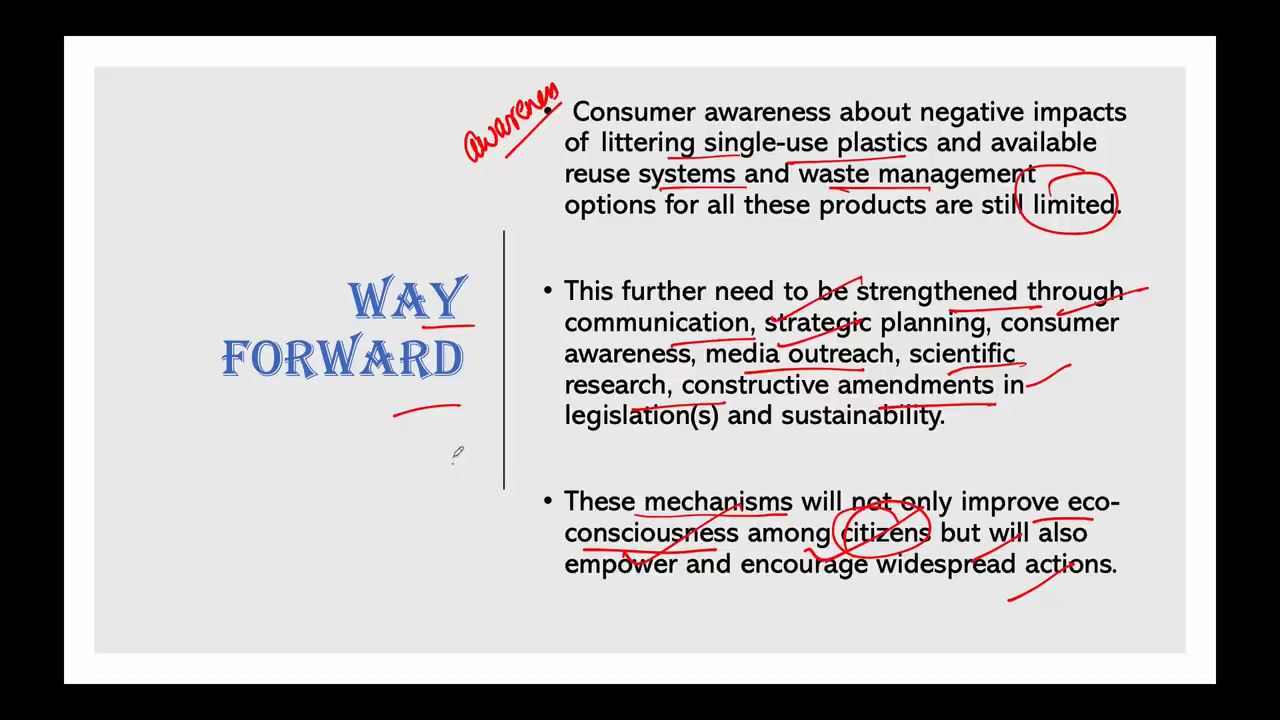 awareness
WAY
FORWARD
• Consumer awareness about negative impacts
of littering single-use plastics and available
reuse systems and waste management
options for all these products are still limited.
• This further need to be strengthened through
communication, strategic planning, consumer
awareness, media outreach, scientific
research, constructive amendments in
legislation(s) and sustainability.
• These mechanisms will not only improve eco-
consciousness among citizens but will also
empower and encourage widespread actions.